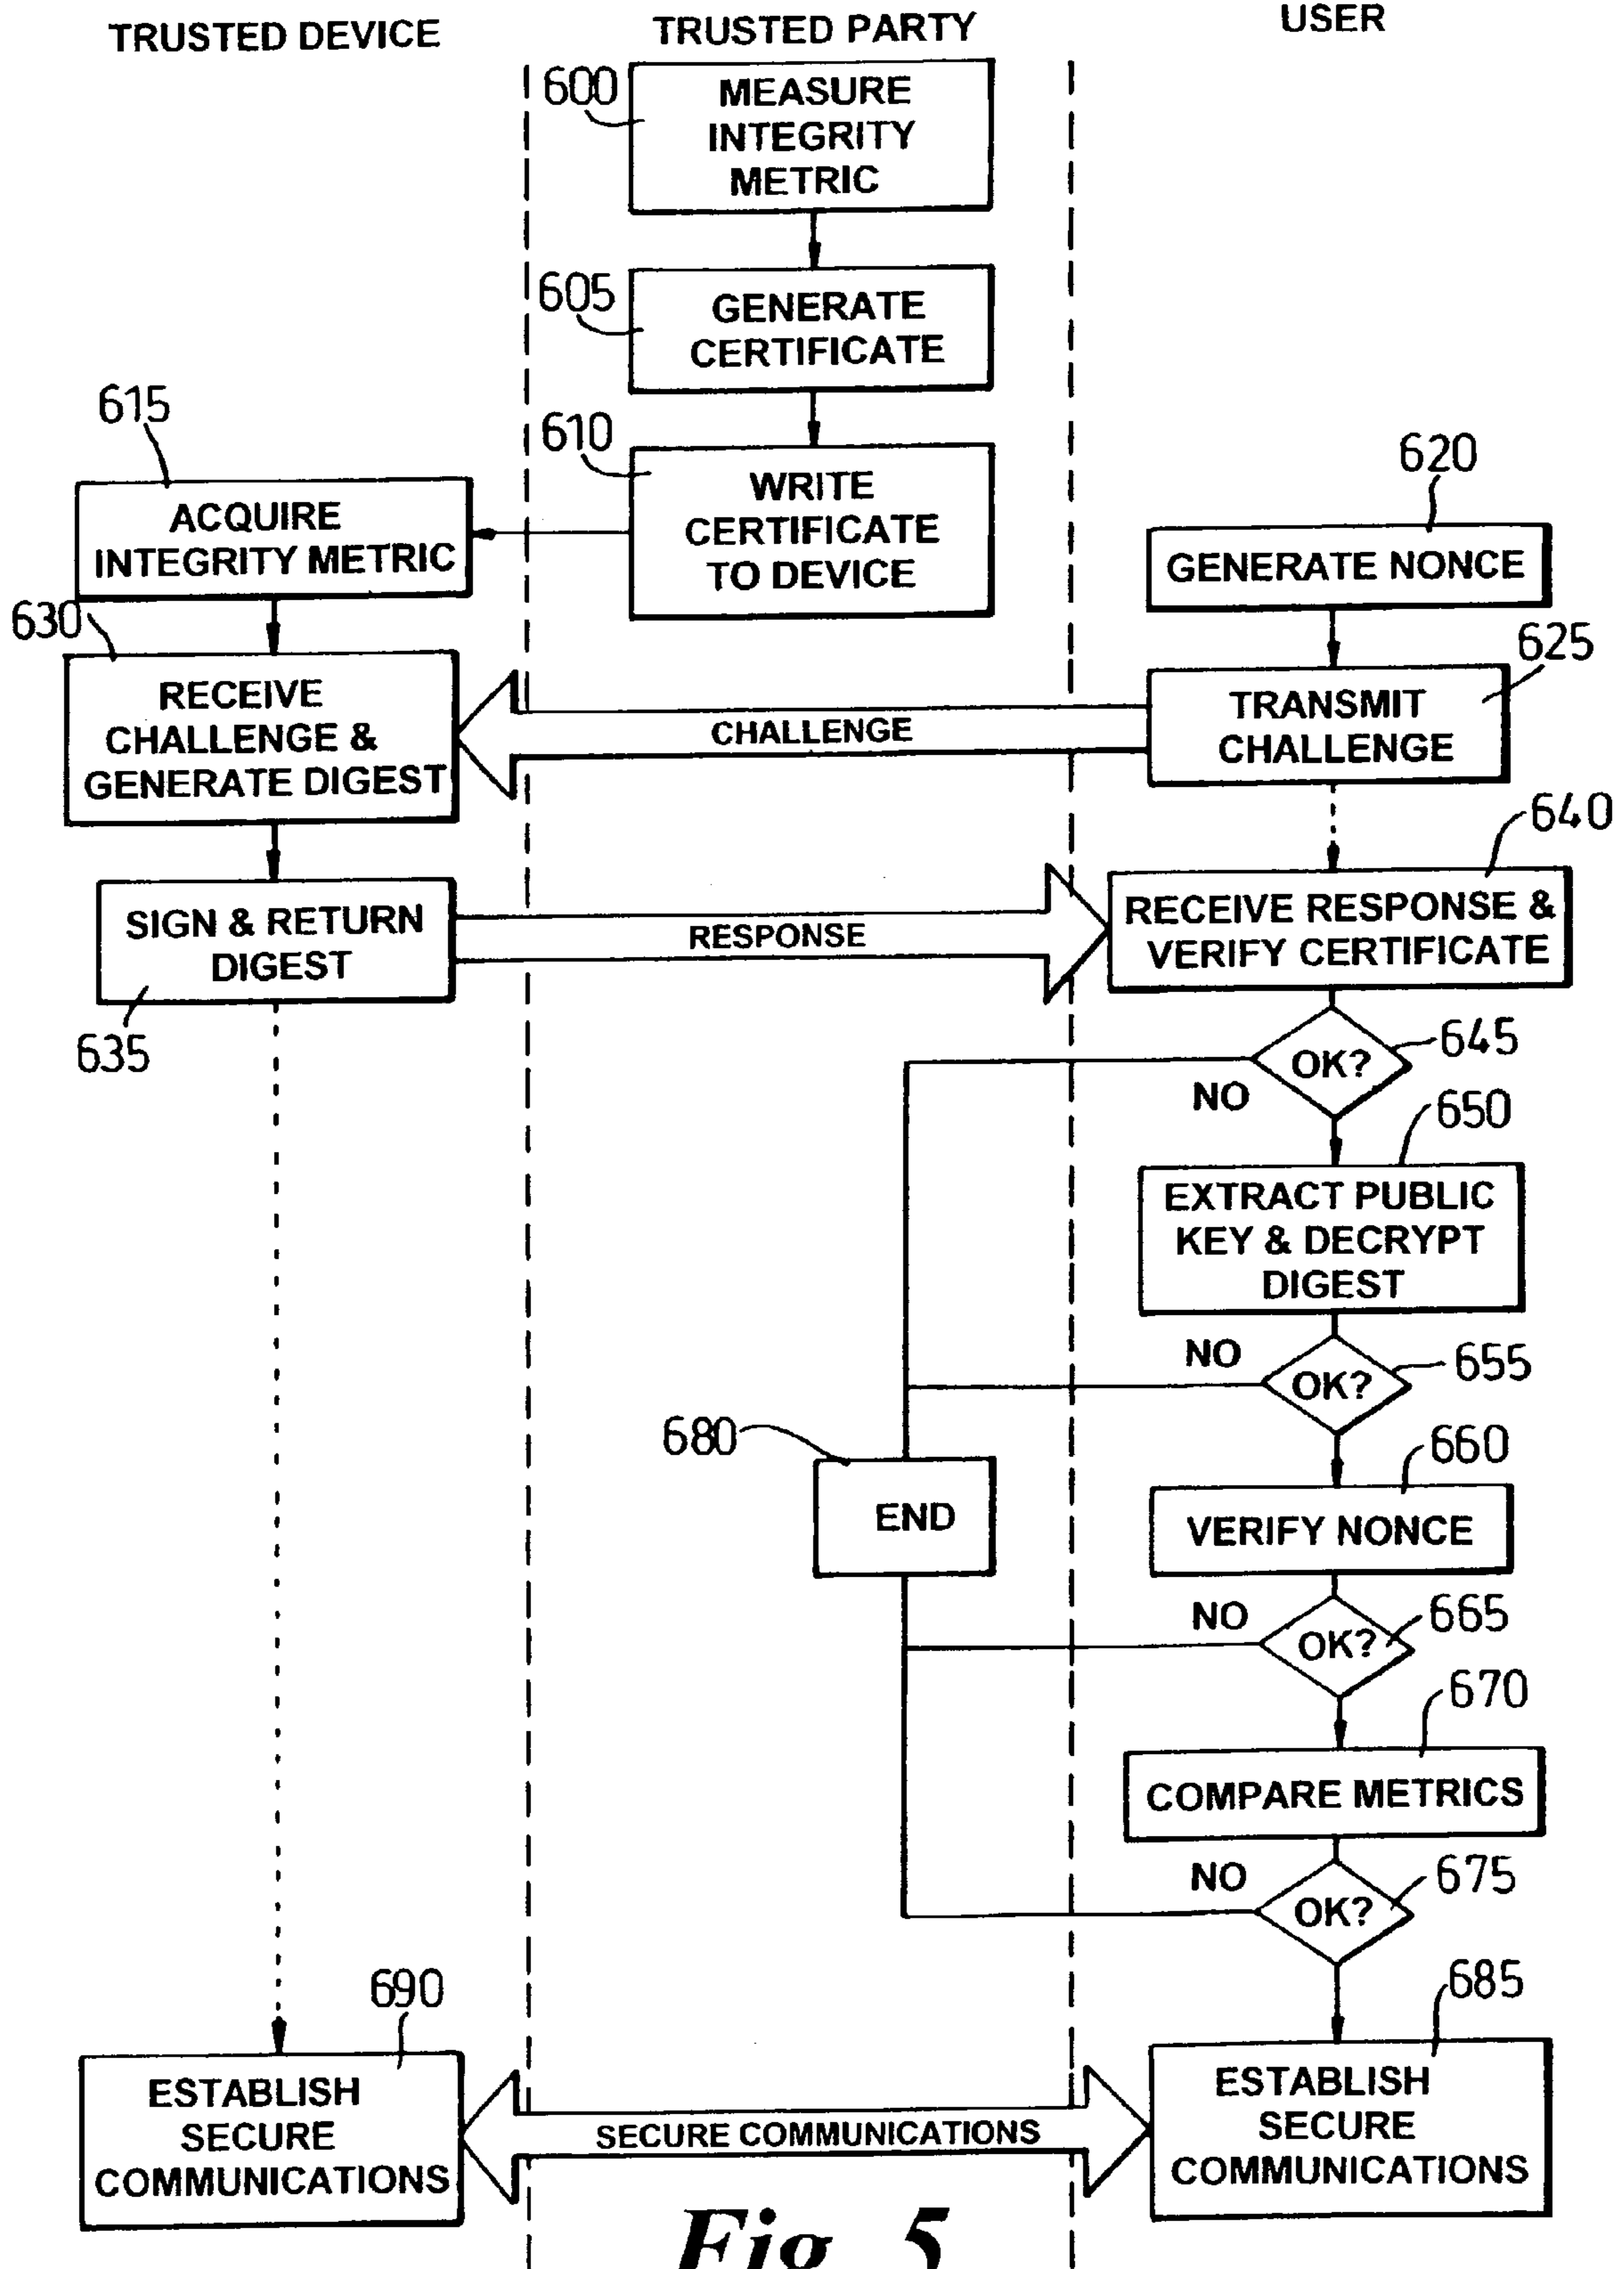 TRUSTED DEVICE
TRUSTED PARTY
USER
600
MEASURE
INTEGRITY
METRIC
605
GENERATE
CERTIFICATE
610
WRITE
CERTIFICATE
TO DEVICE
615
ACQUIRE
INTEGRITY METRIC
620
GENERATE NONCE
625
TRANSMIT
CHALLENGE
630
RECEIVE
CHALLENGE &
GENERATE DIGEST
CHALLENGE
635
SIGN & RETURN
DIGEST
RESPONSE
640
RECEIVE RESPONSE &
VERIFY CERTIFICATE
OK?
645
NO
650
EXTRACT PUBLIC
KEY & DECRYPT
DIGEST
NO
OK?
655
680
END
660
VERIFY NONCE
NO
OK?
665
670
COMPARE METRICS
NO
OK?
675
690
ESTABLISH
SECURE
COMMUNICATIONS
SECURE COMMUNICATIONS
685
ESTABLISH
SECURE
COMMUNICATIONS
Fig. 5